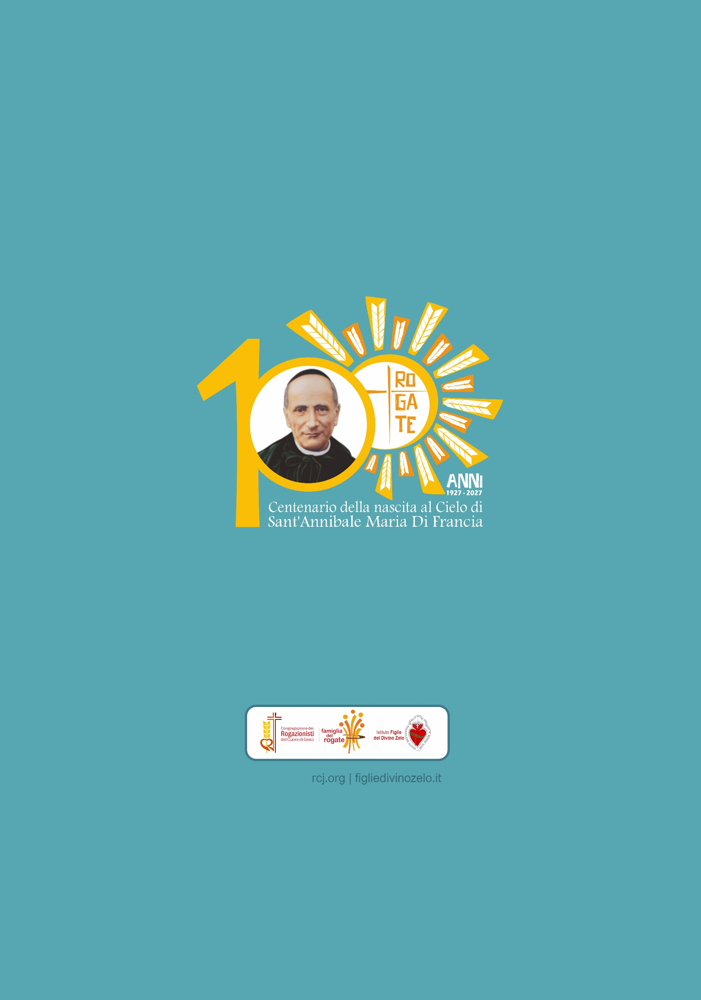 RO
GA
TE
ANNI
1927 - 2027
Centenario della nascita al Cielo di
Sant'Annibale Maria Di Francia
Congregazione dei
Rogazionisti
del Cuore di Gesù
famiglia
del
rogate
Istituto Figlie
del Divino Zelo
rcj.org | figliedivinozelo.it